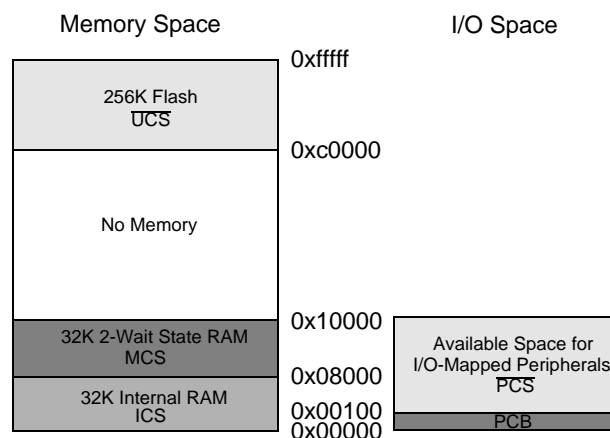 Memory Space
I/O Space
0xfffff
256K Flash
UCS
0xc0000
No Memory
0x10000
32K 2-Wait State RAM
MCS
Available Space for
I/O-Mapped Peripherals
PCS
0x08000
32K Internal RAM
ICS
0x00100
PCB
0x00000